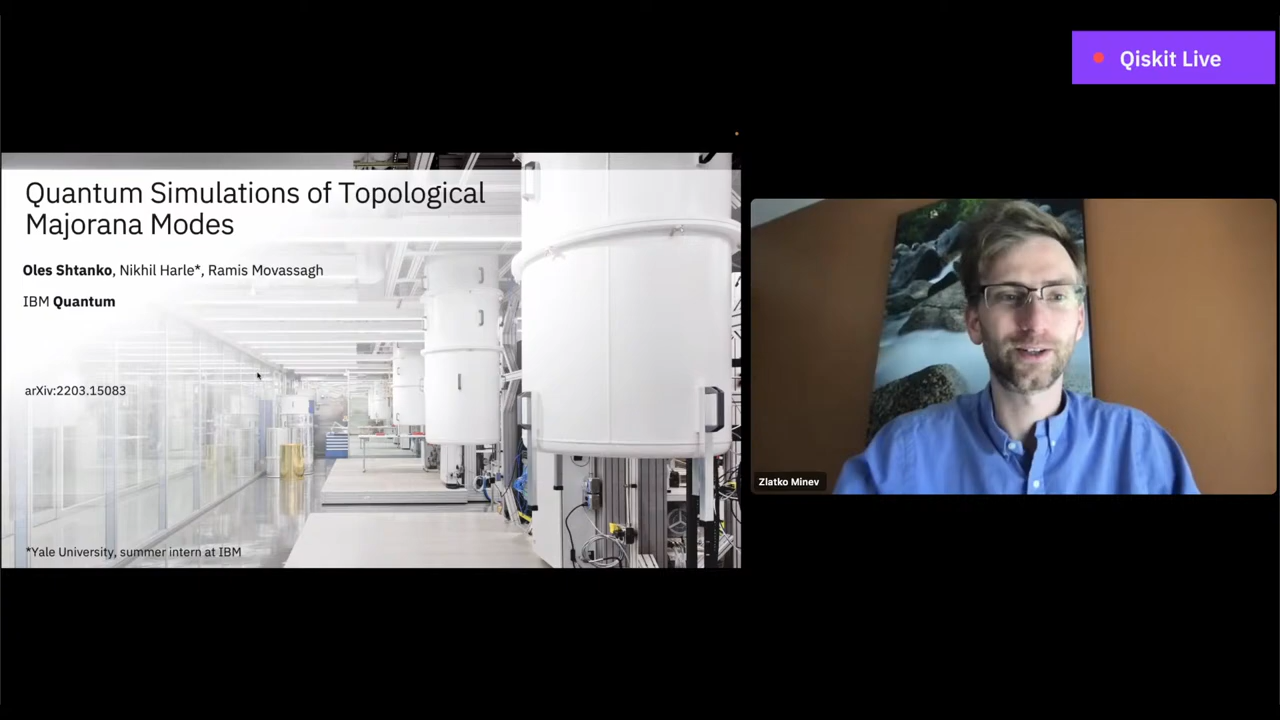 Qiskit Live
Quantum Simulations of Topological
Majorana Modes
Oles Shtanko, Nikhil Harle*, Ramis Movassagh
IBM Quantum
arXiv:2203.15083
*Yale University, summer intern at IBM
Zlatko Minev